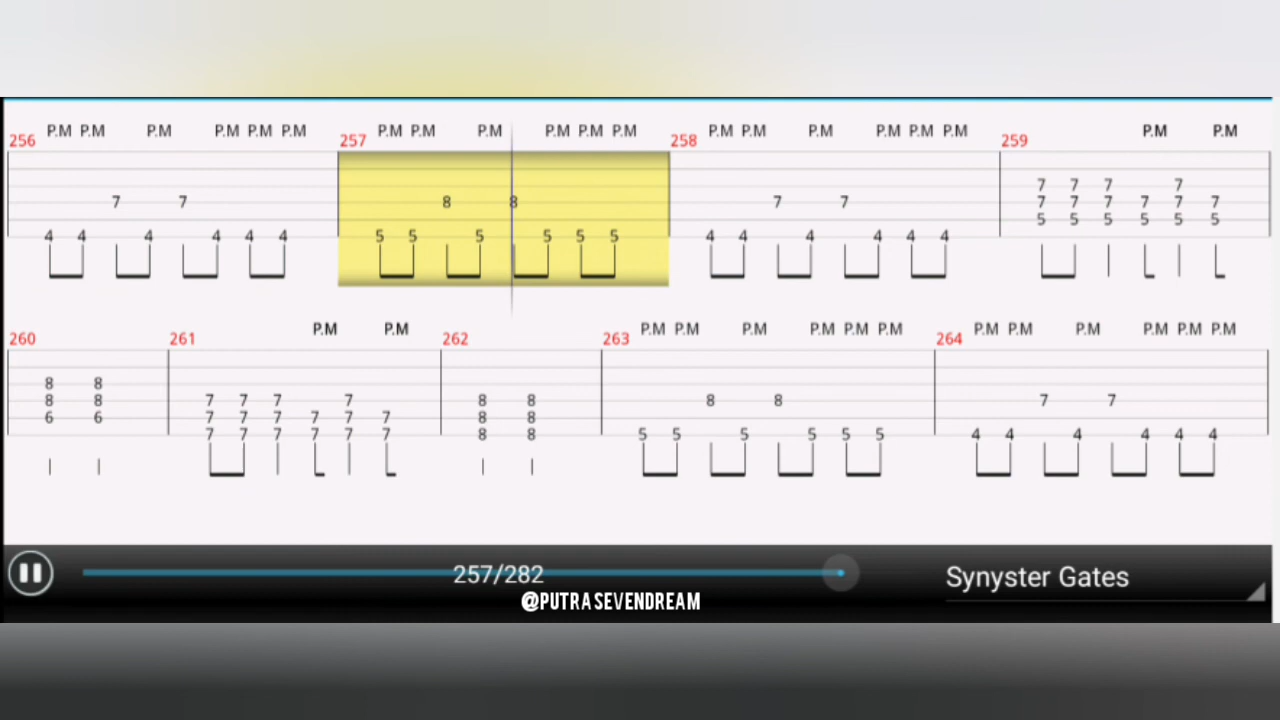 P.M P.M P.M P.M P.M P.M P.M P.M P.M P.M P.M P.M P.M P.M P.M P.M P.M P.M P.M P.M
256 257 258 259
7 7 7 7 7
7 7 8 8 7 7 7 7 7 7 7 7
5 5 5 5 5 5
4 4 4 4 4 4 5 5 5 5 5 5 4 4 4 4 4 4
P.M P.M P.M P.M P.M P.M P.M P.M P.M P.M P.M P.M P.M P.M
260 261 262 263 264
8 8
8 8 7 7 7 7 8 8 8 8 7 7
6 6 7 7 7 7 7 7 8 8
7 7 7 7 7 7 8 8 5 5 5 5 5 5 4 4 4 4 4 4
257/282
Synyster Gates
@PUTRASEVENDREAM